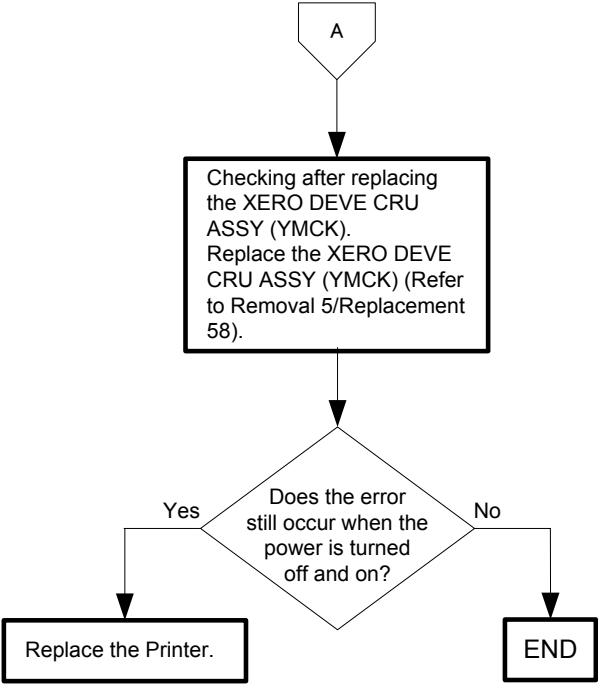 A
Checking after replacing
the XERO DEVE CRU
ASSY (YMCK).
Replace the XERO DEVE
CRU ASSY (YMCK) (Refer
to Removal 5/Replacement
58).
Does the error
still occur when the
power is turned
off and on?
Yes
No
Replace the Printer.
END